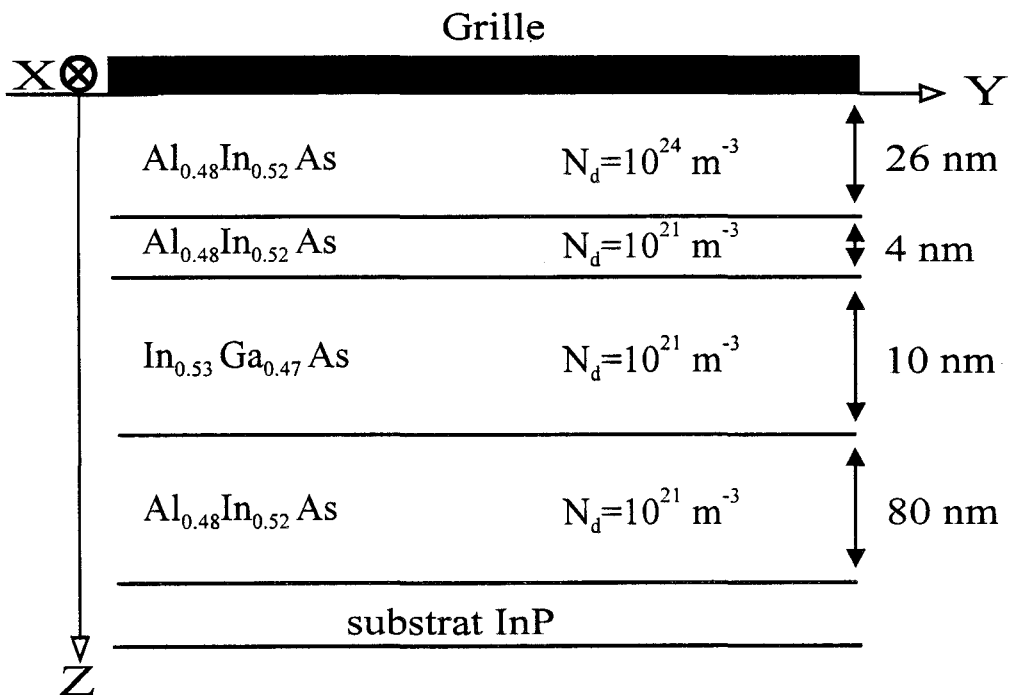 Grille
X Y
Al0.48In0.52As Nd=10^24 m^-3 26 nm
Al0.48In0.52As Nd=10^21 m^-3 4 nm
In0.53Ga0.47As Nd=10^21 m^-3 10 nm
Al0.48In0.52As Nd=10^21 m^-3 80 nm
substrat InP
Z